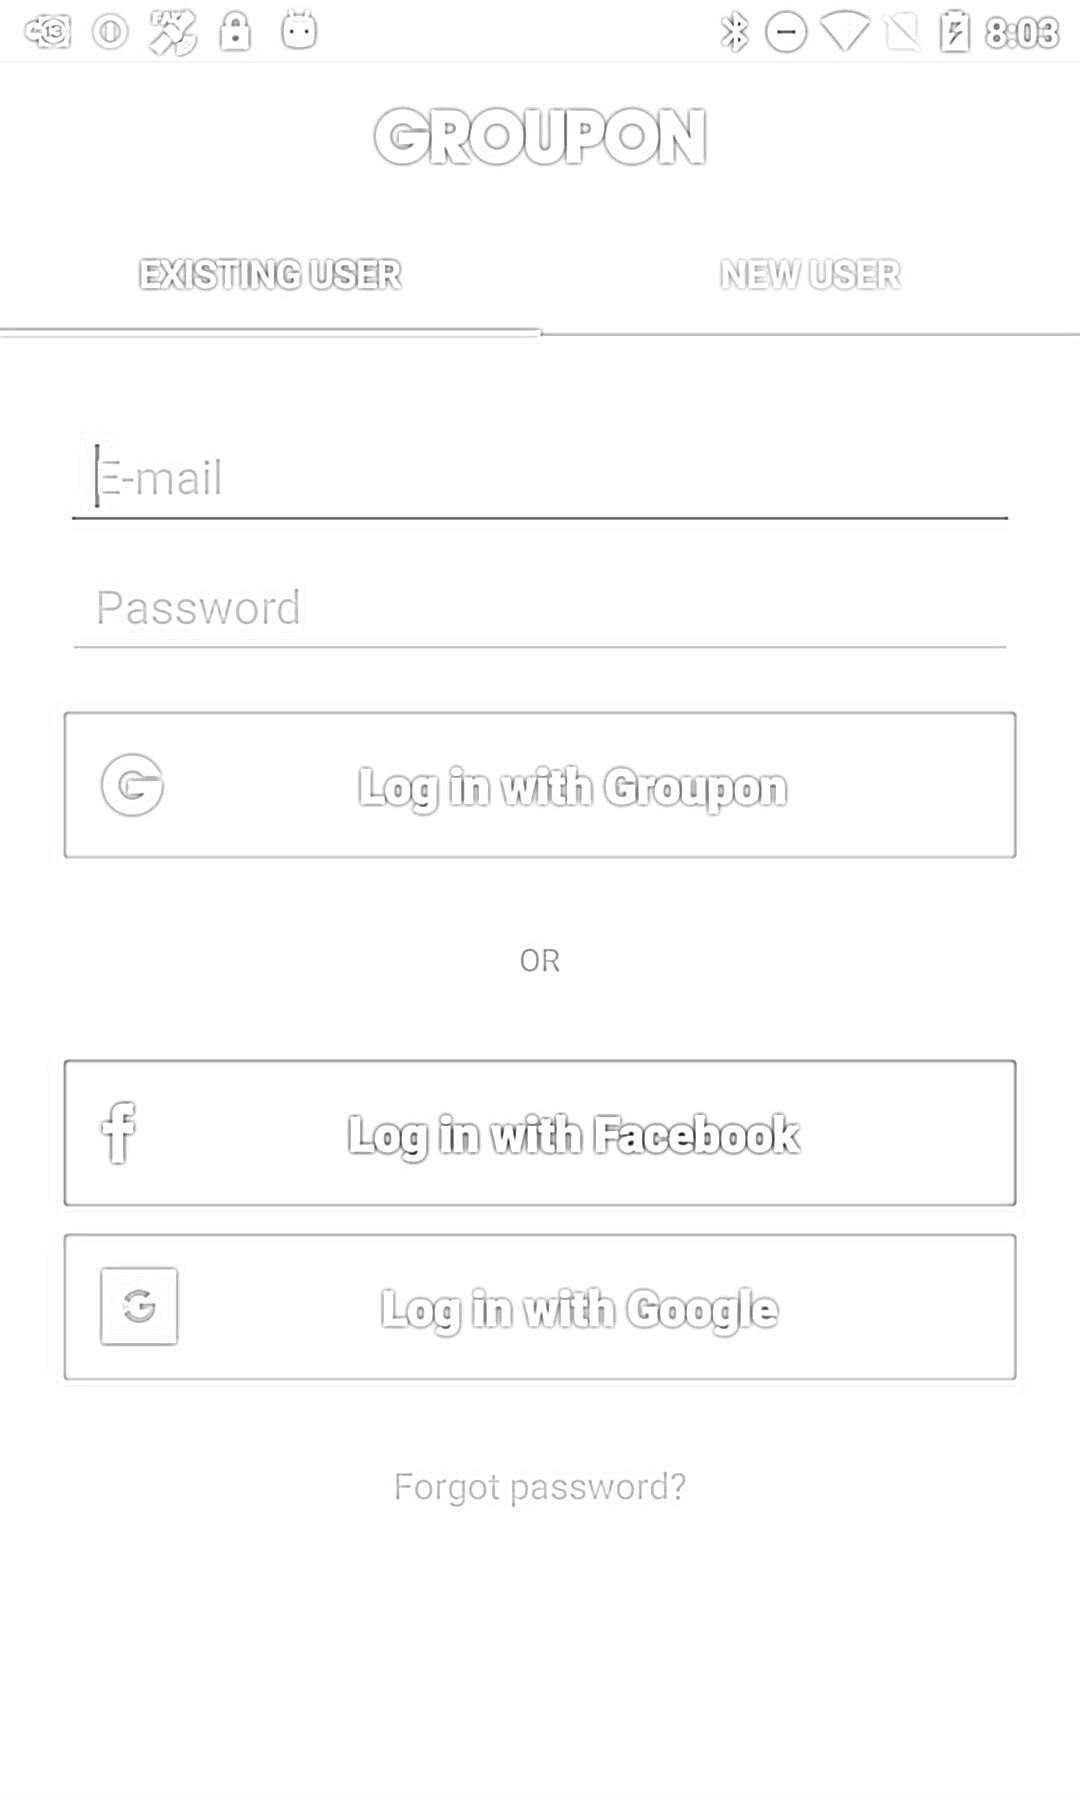 8:03
GROUPON
EXISTING USER
NEW USER
E-mail
Password
Log in with Groupon
OR
f Log in with Facebook
G Log in with Google
Forgot password?